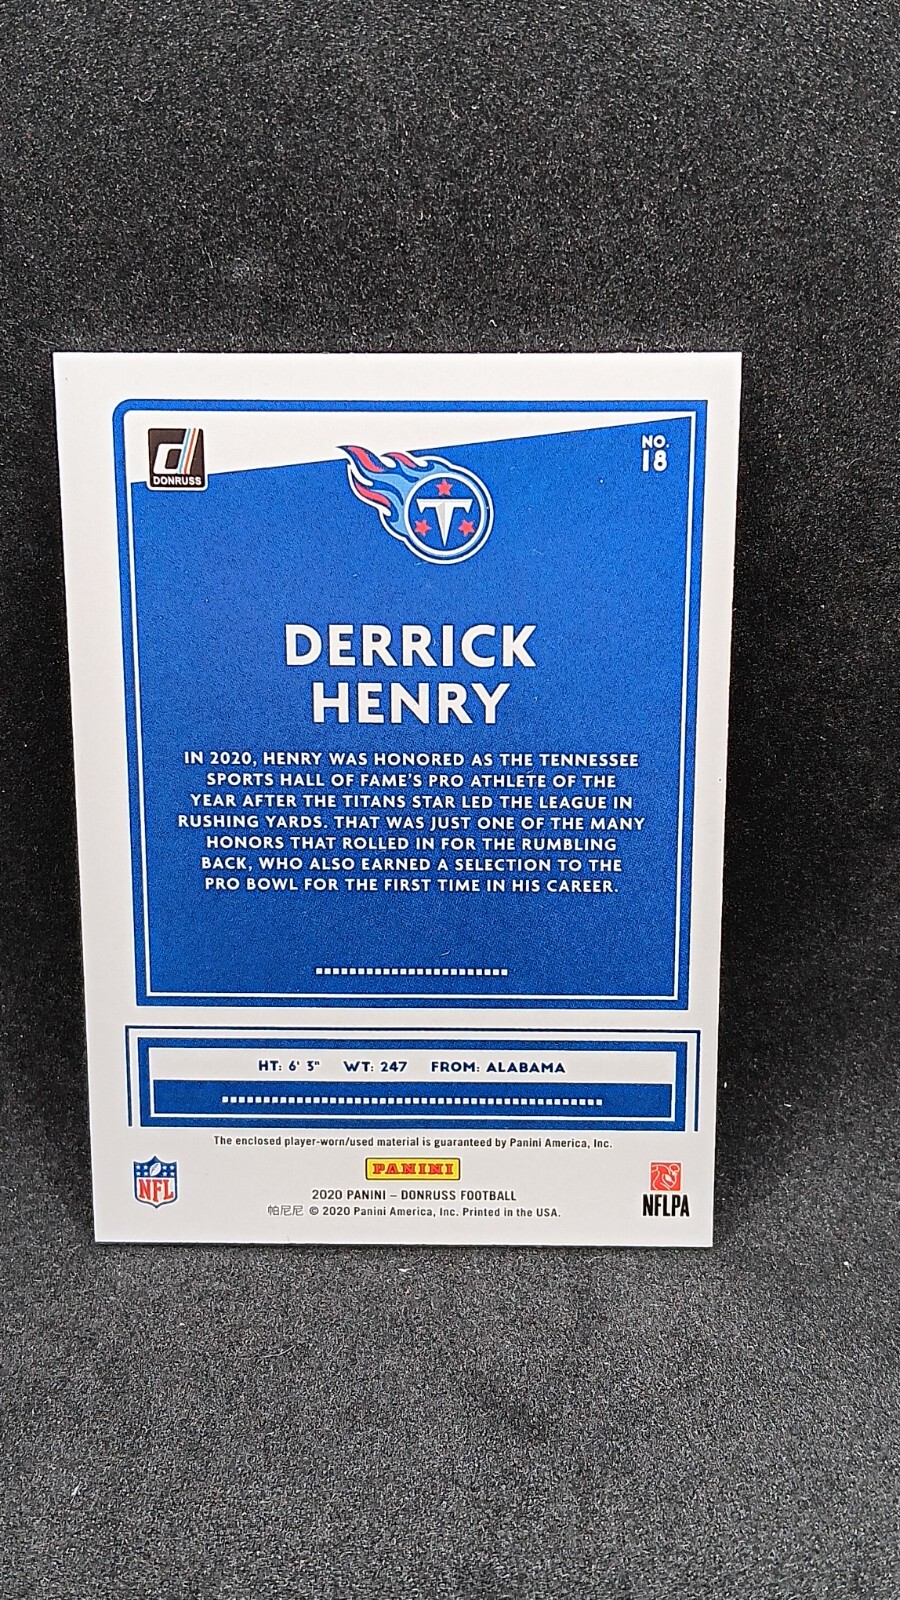 DONRUSS
NO.
18
T
DERRICK
HENRY
IN 2020, HENRY WAS HONORED AS THE TENNESSEE
SPORTS HALL OF FAME'S PRO ATHLETE OF THE
YEAR AFTER THE TITANS STAR LED THE LEAGUE IN
RUSHING YARDS. THAT WAS JUST ONE OF THE MANY
HONORS THAT ROLLED IN FOR THE RUMBLING
BACK, WHO ALSO EARNED A SELECTION TO THE
PRO BOWL FOR THE FIRST TIME IN HIS CAREER.
HT: 6' 3" WT: 247 FROM: ALABAMA
The enclosed player-worn/used material is guaranteed by Panini America, Inc.
PANINI
NFL
2020 PANINI – DONRUSS FOOTBALL
帕尼尼 © 2020 Panini America, Inc. Printed in the USA.
NFLPA